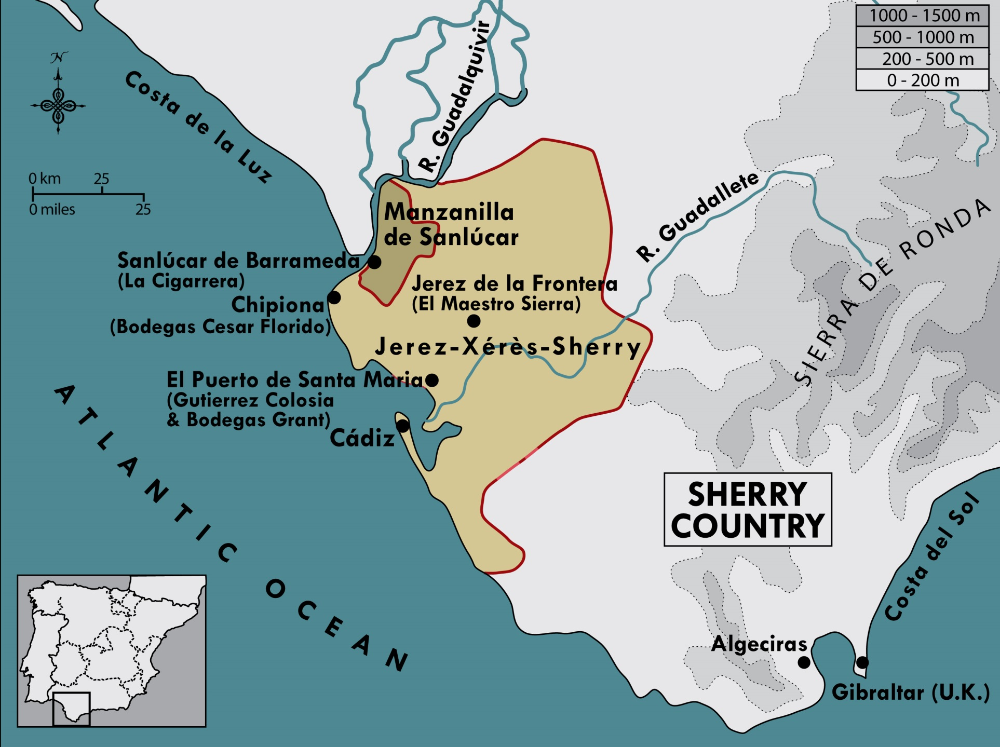 1000 - 1500 m
500 - 1000 m
200 - 500 m
0 - 200 m
N
Costa de la Luz
R. Guadalquivir
0 km 25
0 miles 25
R. Guadallete
Manzanilla
de Sanlúcar
SIERRA DE RONDA
Sanlúcar de Barrameda
(La Cigarrera)
Jerez de la Frontera
(El Maestro Sierra)
Chipiona
(Bodegas Cesar Florido)
Jerez-Xérès-Sherry
El Puerto de Santa Maria
(Gutierrez Colosia
& Bodegas Grant)
Cádiz
ATLANTIC OCEAN
SHERRY
COUNTRY
Costa del Sol
Algeciras
Gibraltar (U.K.)